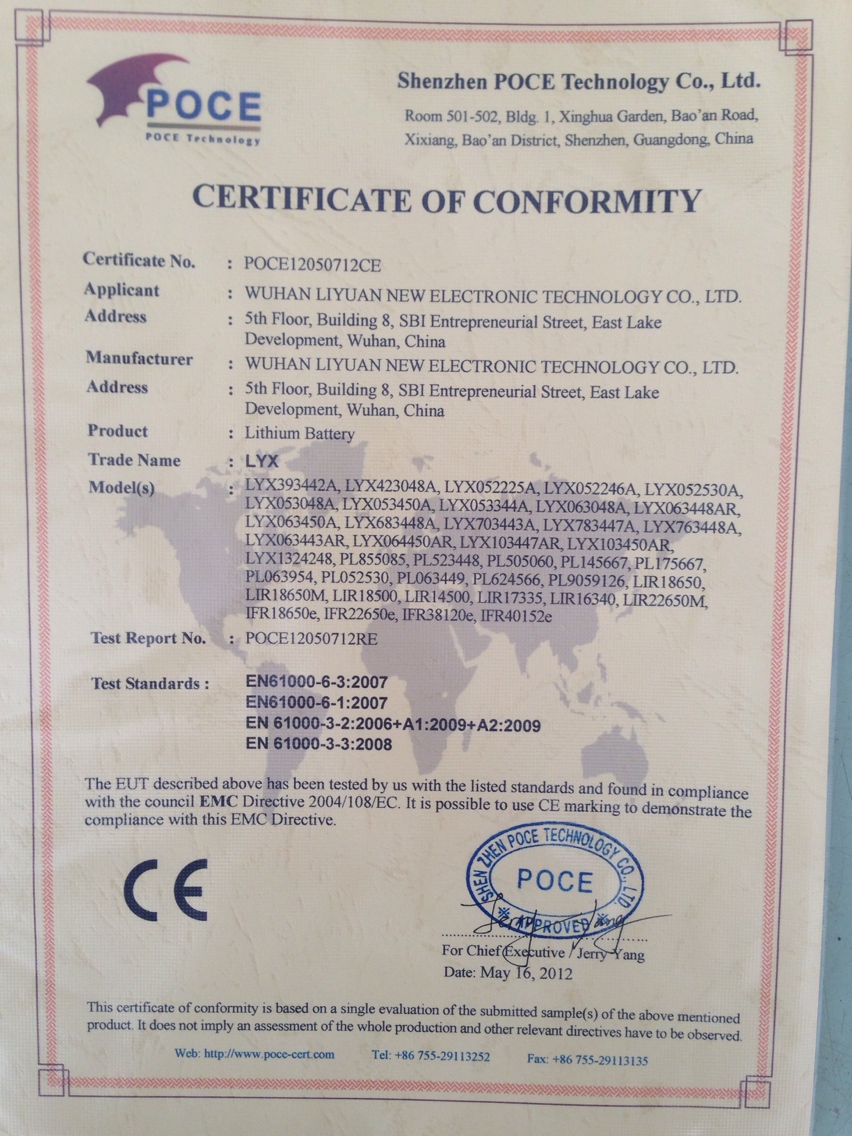 POCE
POCE Technology
Shenzhen POCE Technology Co., Ltd.
Room 501-502, Bldg. 1, Xinghua Garden, Bao'an Road,
Xixiang, Bao'an District, Shenzhen, Guangdong, China
CERTIFICATE OF CONFORMITY
Certificate No. : POCE12050712CE
Applicant : WUHAN LIYUAN NEW ELECTRONIC TECHNOLOGY CO., LTD.
Address : 5th Floor, Building 8, SBI Entrepreneurial Street, East Lake
Development, Wuhan, China
Manufacturer : WUHAN LIYUAN NEW ELECTRONIC TECHNOLOGY CO., LTD.
Address : 5th Floor, Building 8, SBI Entrepreneurial Street, East Lake
Development, Wuhan, China
Product : Lithium Battery
Trade Name : LYX
Model(s) : LYX393442A, LYX423048A, LYX052225A, LYX052246A, LYX052530A,
LYX053048A, LYX053450A, LYX053344A, LYX063048A, LYX063448AR,
LYX063450A, LYX683448A, LYX703443A, LYX783447A, LYX763448A,
LYX063443AR, LYX064450AR, LYX103447AR, LYX103450AR,
LYX1324248, PL855085, PL523448, PL505060, PL145667, PL175667,
PL063954, PL052530, PL063449, PL624566, PL9059126, LIR18650,
LIR18650M, LIR18500, LIR14500, LIR17335, LIR16340, LIR22650M,
IFR18650e, IFR22650e, IFR38120e, IFR40152e
Test Report No. : POCE12050712RE
Test Standards : EN61000-6-3:2007
EN61000-6-1:2007
EN 61000-3-2:2006+A1:2009+A2:2009
EN 61000-3-3:2008
The EUT described above has been tested by us with the listed standards and found in compliance
with the council EMC Directive 2004/108/EC. It is possible to use CE marking to demonstrate the
compliance with this EMC Directive.
CE
SHEN ZHEN POCE TECHNOLOGY CO., LTD
POCE
※ APPROVED ※
Jerry Yang
For Chief Executive / Jerry Yang
Date: May 16, 2012
This certificate of conformity is based on a single evaluation of the submitted sample(s) of the above mentioned
product. It does not imply an assessment of the whole production and other relevant directives have to be observed.
Web: http://www.poce-cert.com Tel: +86 755-29113252 Fax: +86 755-29113135